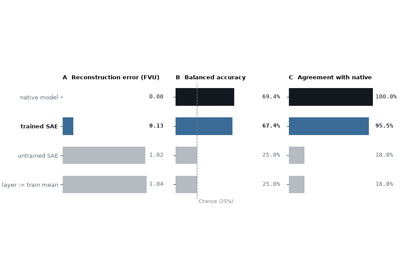 A Reconstruction error (FVU) B Balanced accuracy C Agreement with native
native model 0.00 69.4% 100.0%
trained SAE 0.13 67.4% 95.5%
untrained SAE 1.02 25.0% 18.8%
layer := train mean 1.04 25.0% 18.8%
Chance (25%)